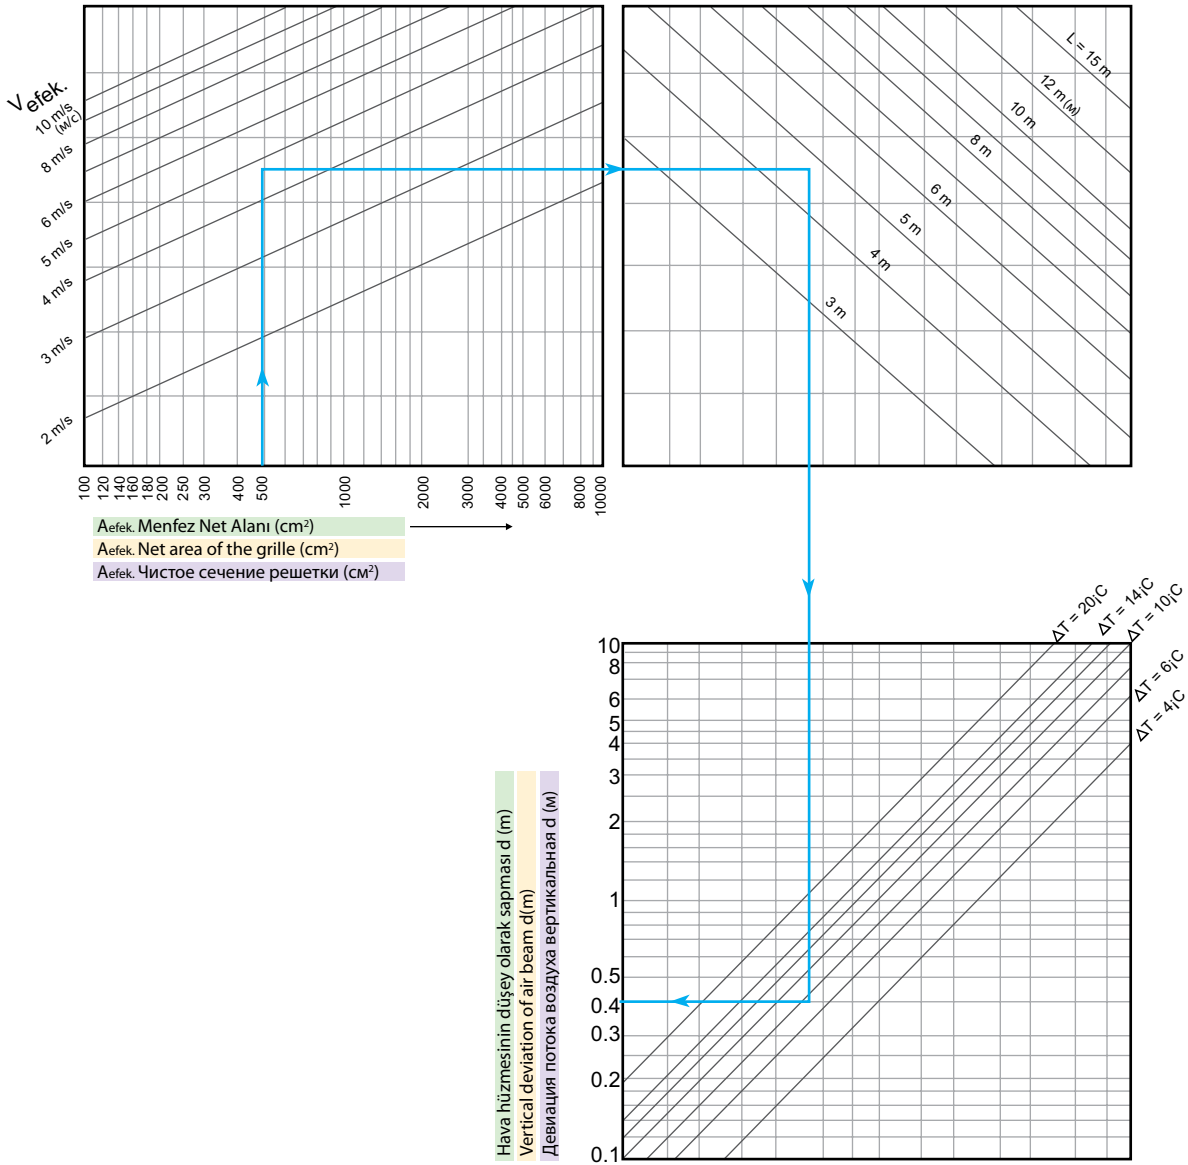 Vefek.
10 m/s
(м/с)
8 m/s
6 m/s
5 m/s
4 m/s
3 m/s
2 m/s
100 120 140 160 180 200 250 300 400 500 1000 2000 3000 4000 5000 6000 8000 10000
Aefek. Menfez Net Alanı (cm²)
Aefek. Net area of the grille (cm²)
Aefek. Чистое сечение решетки (см²)
L = 15 m
12 m (м)
10 m
8 m
6 m
5 m
4 m
3 m
ΔT = 20¡C
ΔT = 14¡C
ΔT = 10¡C
ΔT = 6¡C
ΔT = 4¡C
10
8
6
5
4
3
2
1
0.5
0.4
0.3
0.2
0.1
Hava hüzmesinin düşey olarak sapması d (m)
Vertical deviation of air beam d(m)
Девиация потока воздуха вертикальная d (м)